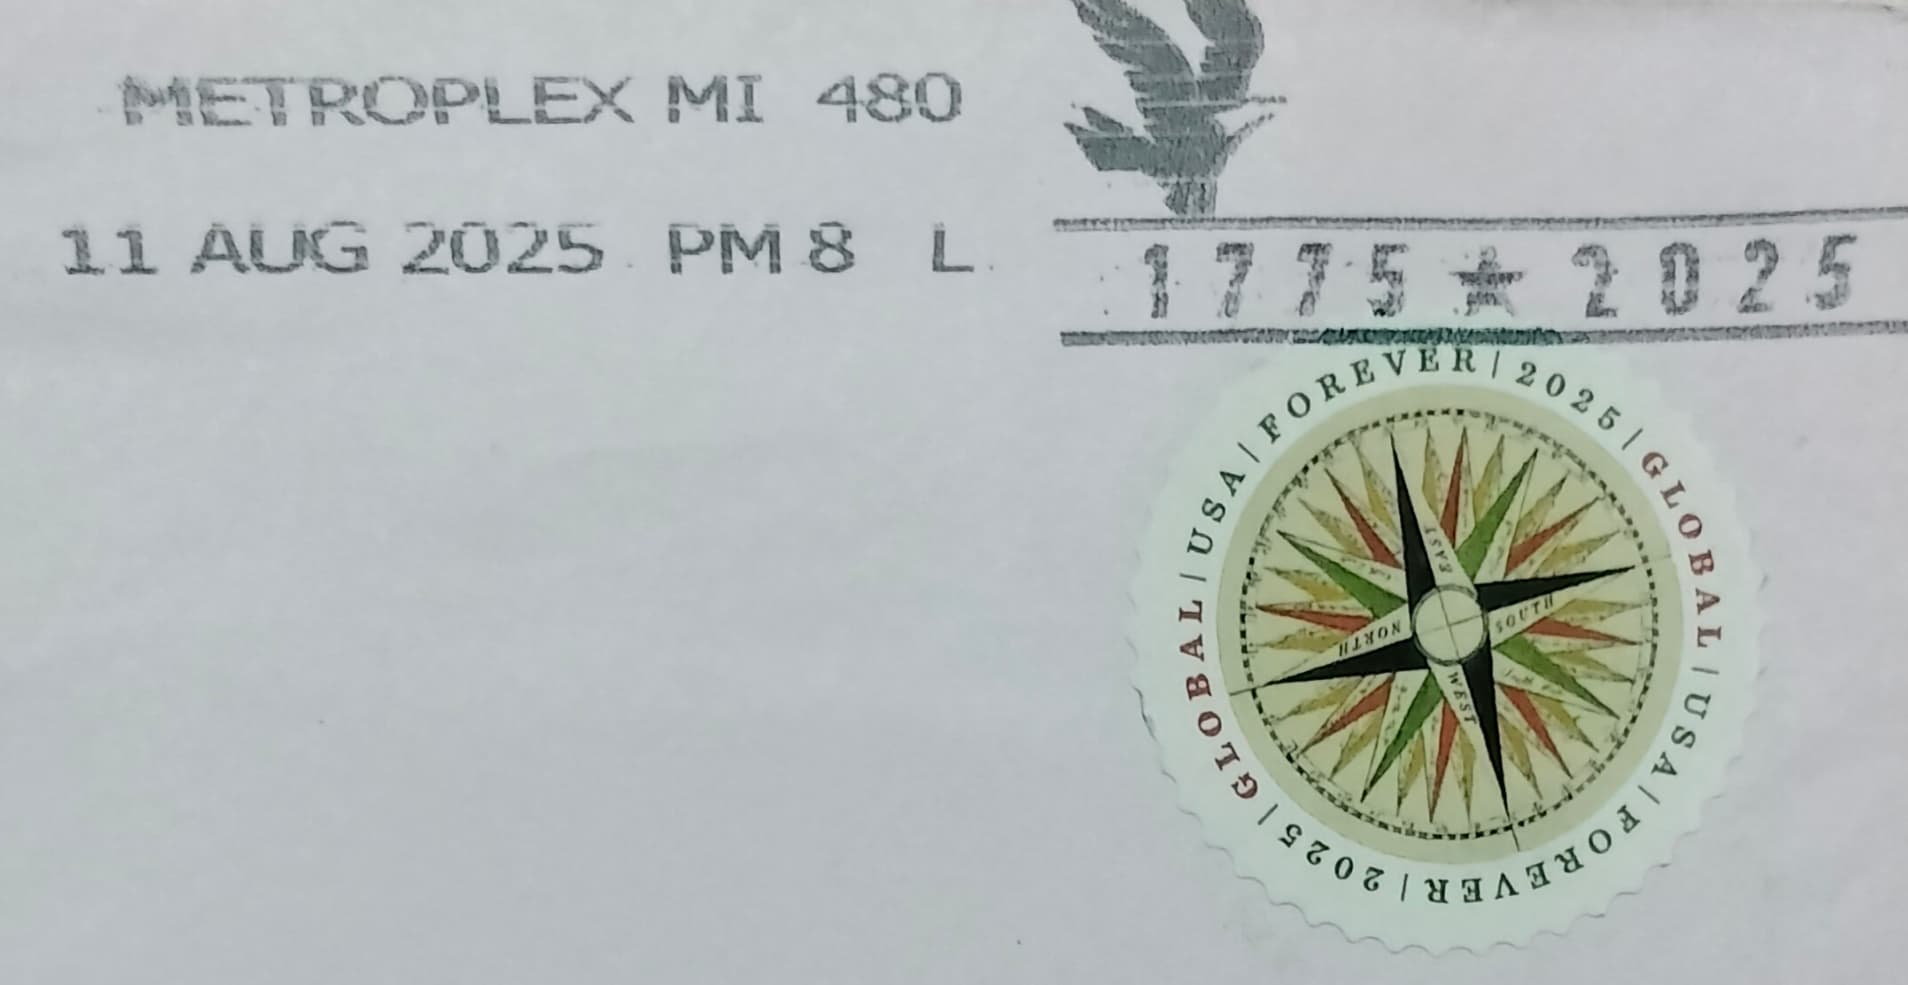 METROPLEX MI 480
11 AUG 2025 PM 8 L
1775★2025
GLOBAL | USA | FOREVER | 2025 | GLOBAL | USA | FOREVER | 2025 |
EAST
SOUTH
NORTH
WEST